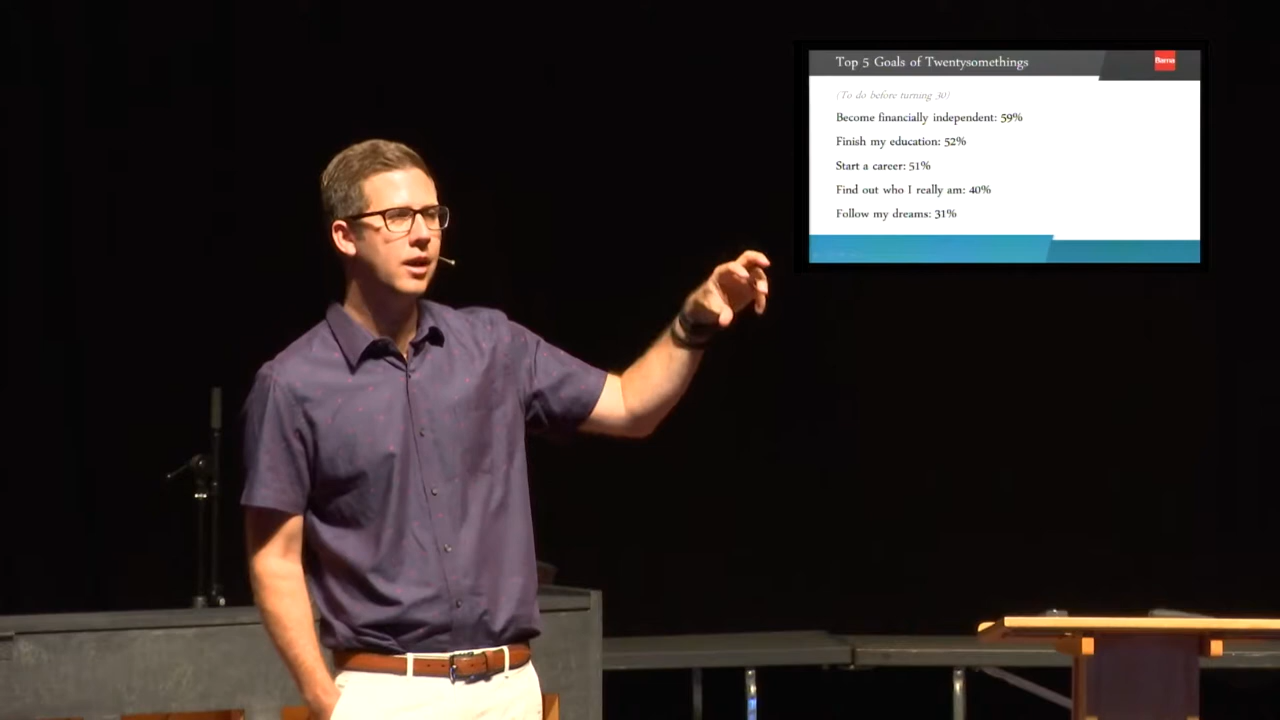 Top 5 Goals of Twentysomethings
Barna
(To do before turning 30)
Become financially independent: 59%
Finish my education: 52%
Start a career: 51%
Find out who I really am: 40%
Follow my dreams: 31%